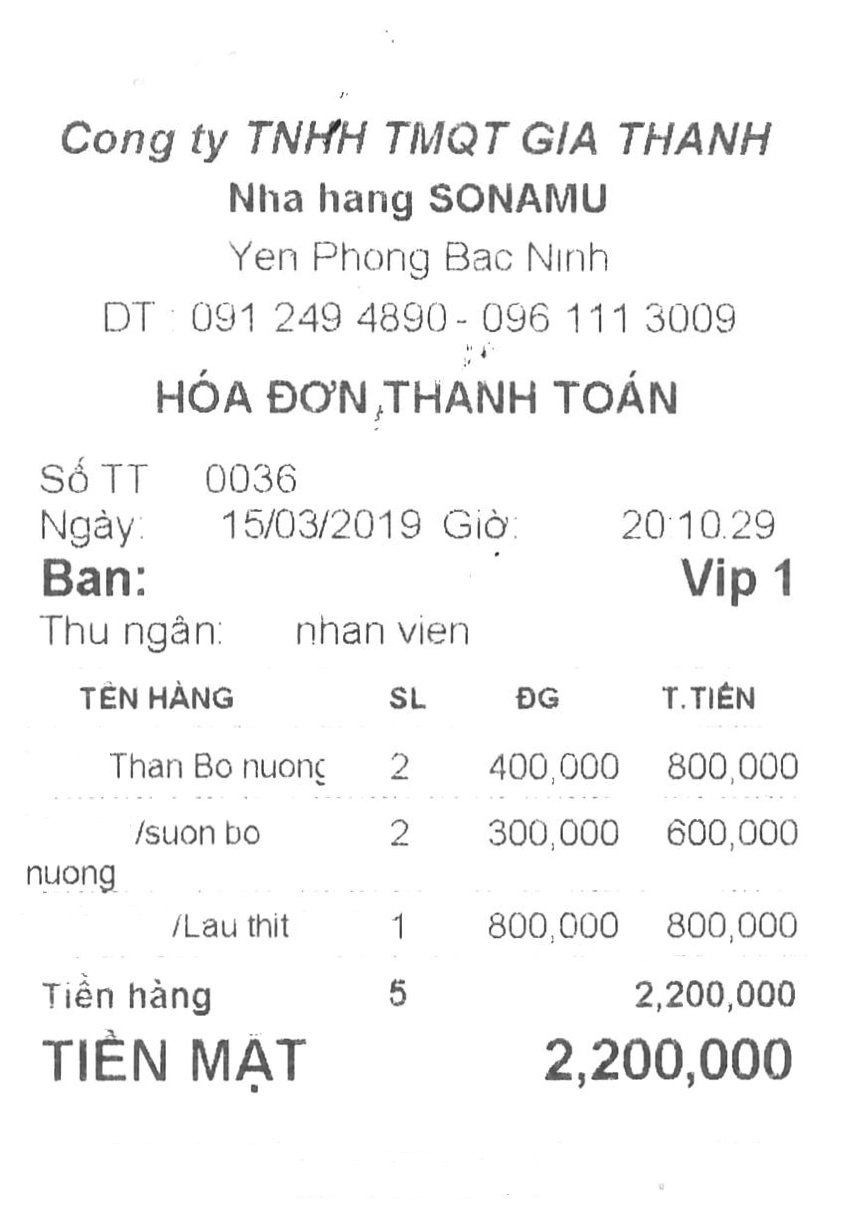 Cong ty TNHH TMQT GIA THANH
Nha hang SONAMU
Yen Phong Bac Ninh
DT : 091 249 4890 - 096 111 3009
HÓA ĐƠN THANH TOÁN
Số TT 0036
Ngày: 15/03/2019 Giờ: 20:10:29
Ban: Vip 1
Thu ngân: nhan vien
TÊN HÀNG SL ĐG T.TIỀN
Than Bo nuong 2 400,000 800,000
/suon bo 2 300,000 600,000
nuong
/Lau thit 1 800,000 800,000
Tiền hàng 5 2,200,000
TIỀN MẶT 2,200,000